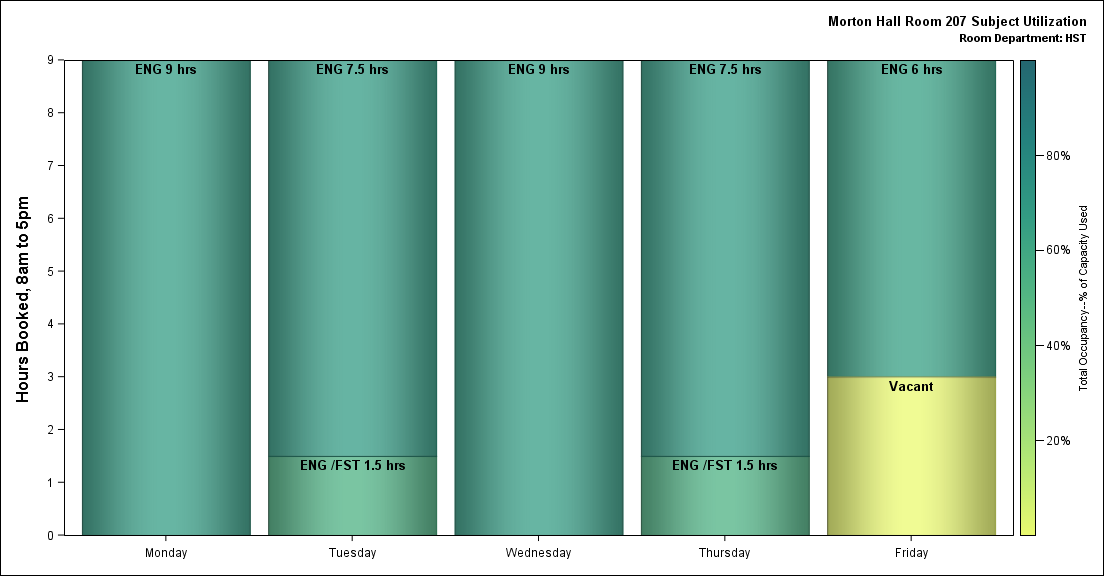 Morton Hall Room 207 Subject Utilization
Room Department: HST
Hours Booked, 8am to 5pm
9
8
7
6
5
4
3
2
1
0
ENG 9 hrs
ENG 7.5 hrs
ENG 9 hrs
ENG 7.5 hrs
ENG 6 hrs
Vacant
ENG /FST 1.5 hrs
ENG /FST 1.5 hrs
Monday
Tuesday
Wednesday
Thursday
Friday
80%
60%
40%
20%
Total Occupancy--% of Capacity Used